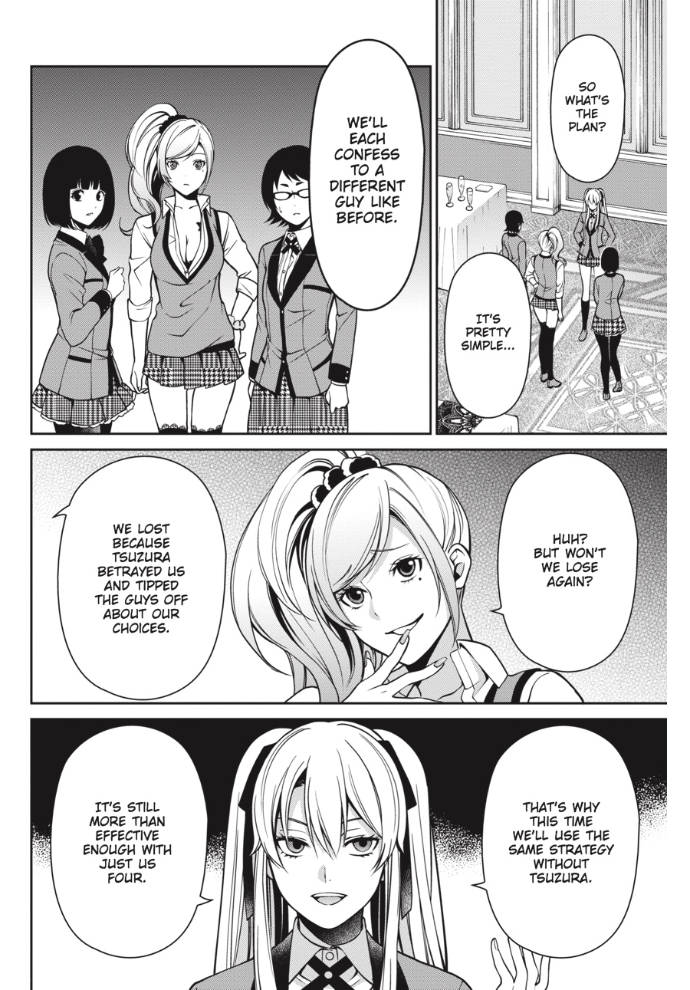 SO
WHAT'S
THE
PLAN?
IT'S
PRETTY
SIMPLE...
WE'LL
EACH
CONFESS
TO A
DIFFERENT
GUY LIKE
BEFORE.
HUH?
BUT WON'T
WE LOSE
AGAIN?
WE LOST
BECAUSE
TSUZURA
BETRAYED US
AND TIPPED
THE GUYS OFF
ABOUT OUR
CHOICES.
THAT'S WHY
THIS TIME
WE'LL USE THE
SAME STRATEGY
WITHOUT
TSUZURA.
IT'S STILL
MORE THAN
EFFECTIVE
ENOUGH WITH
JUST US
FOUR.